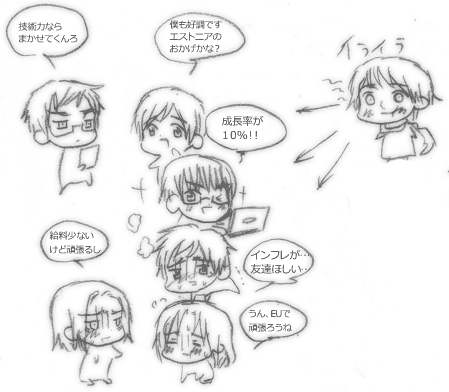 技術力なら
まかせてくんろ
僕も好調です
エストニアの
おかげかな?
イライラ
成長率が
10%!!
給料少ない
けど頑張るし
インフレが…
友達ほしい…
うん、EUで
頑張ろうね